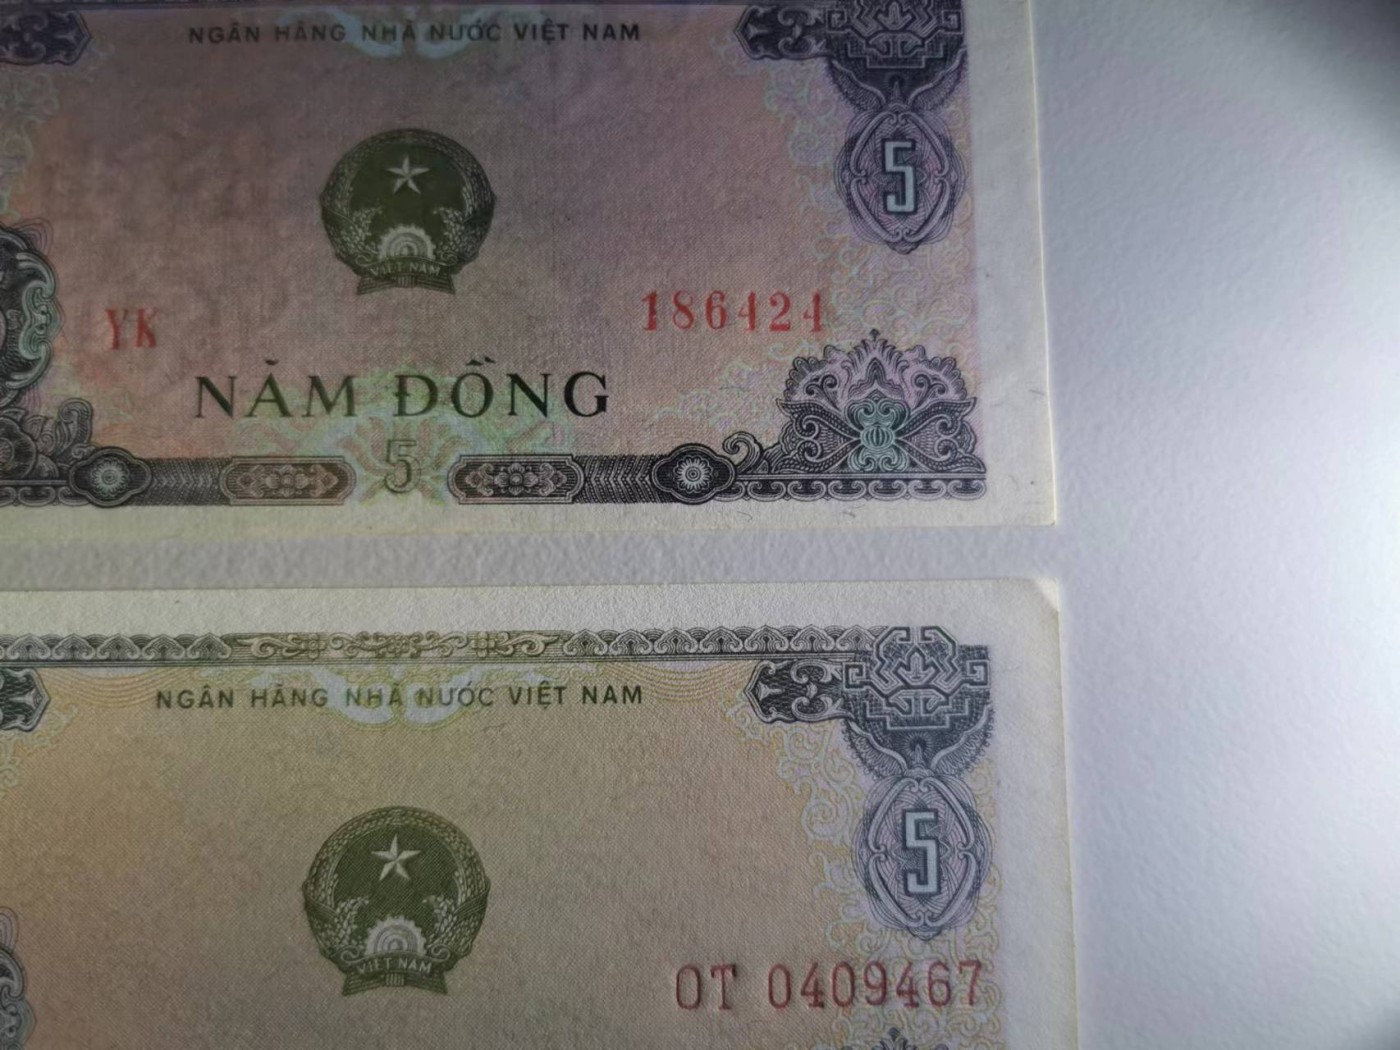 NGÂN HÀNG NHÀ NƯỚC VIỆT NAM
5
VIỆT NAM
YK 186424
NĂM ĐỒNG
5
NGÂN HÀNG NHÀ NƯỚC VIỆT NAM
5
VIỆT NAM
OT 0409467